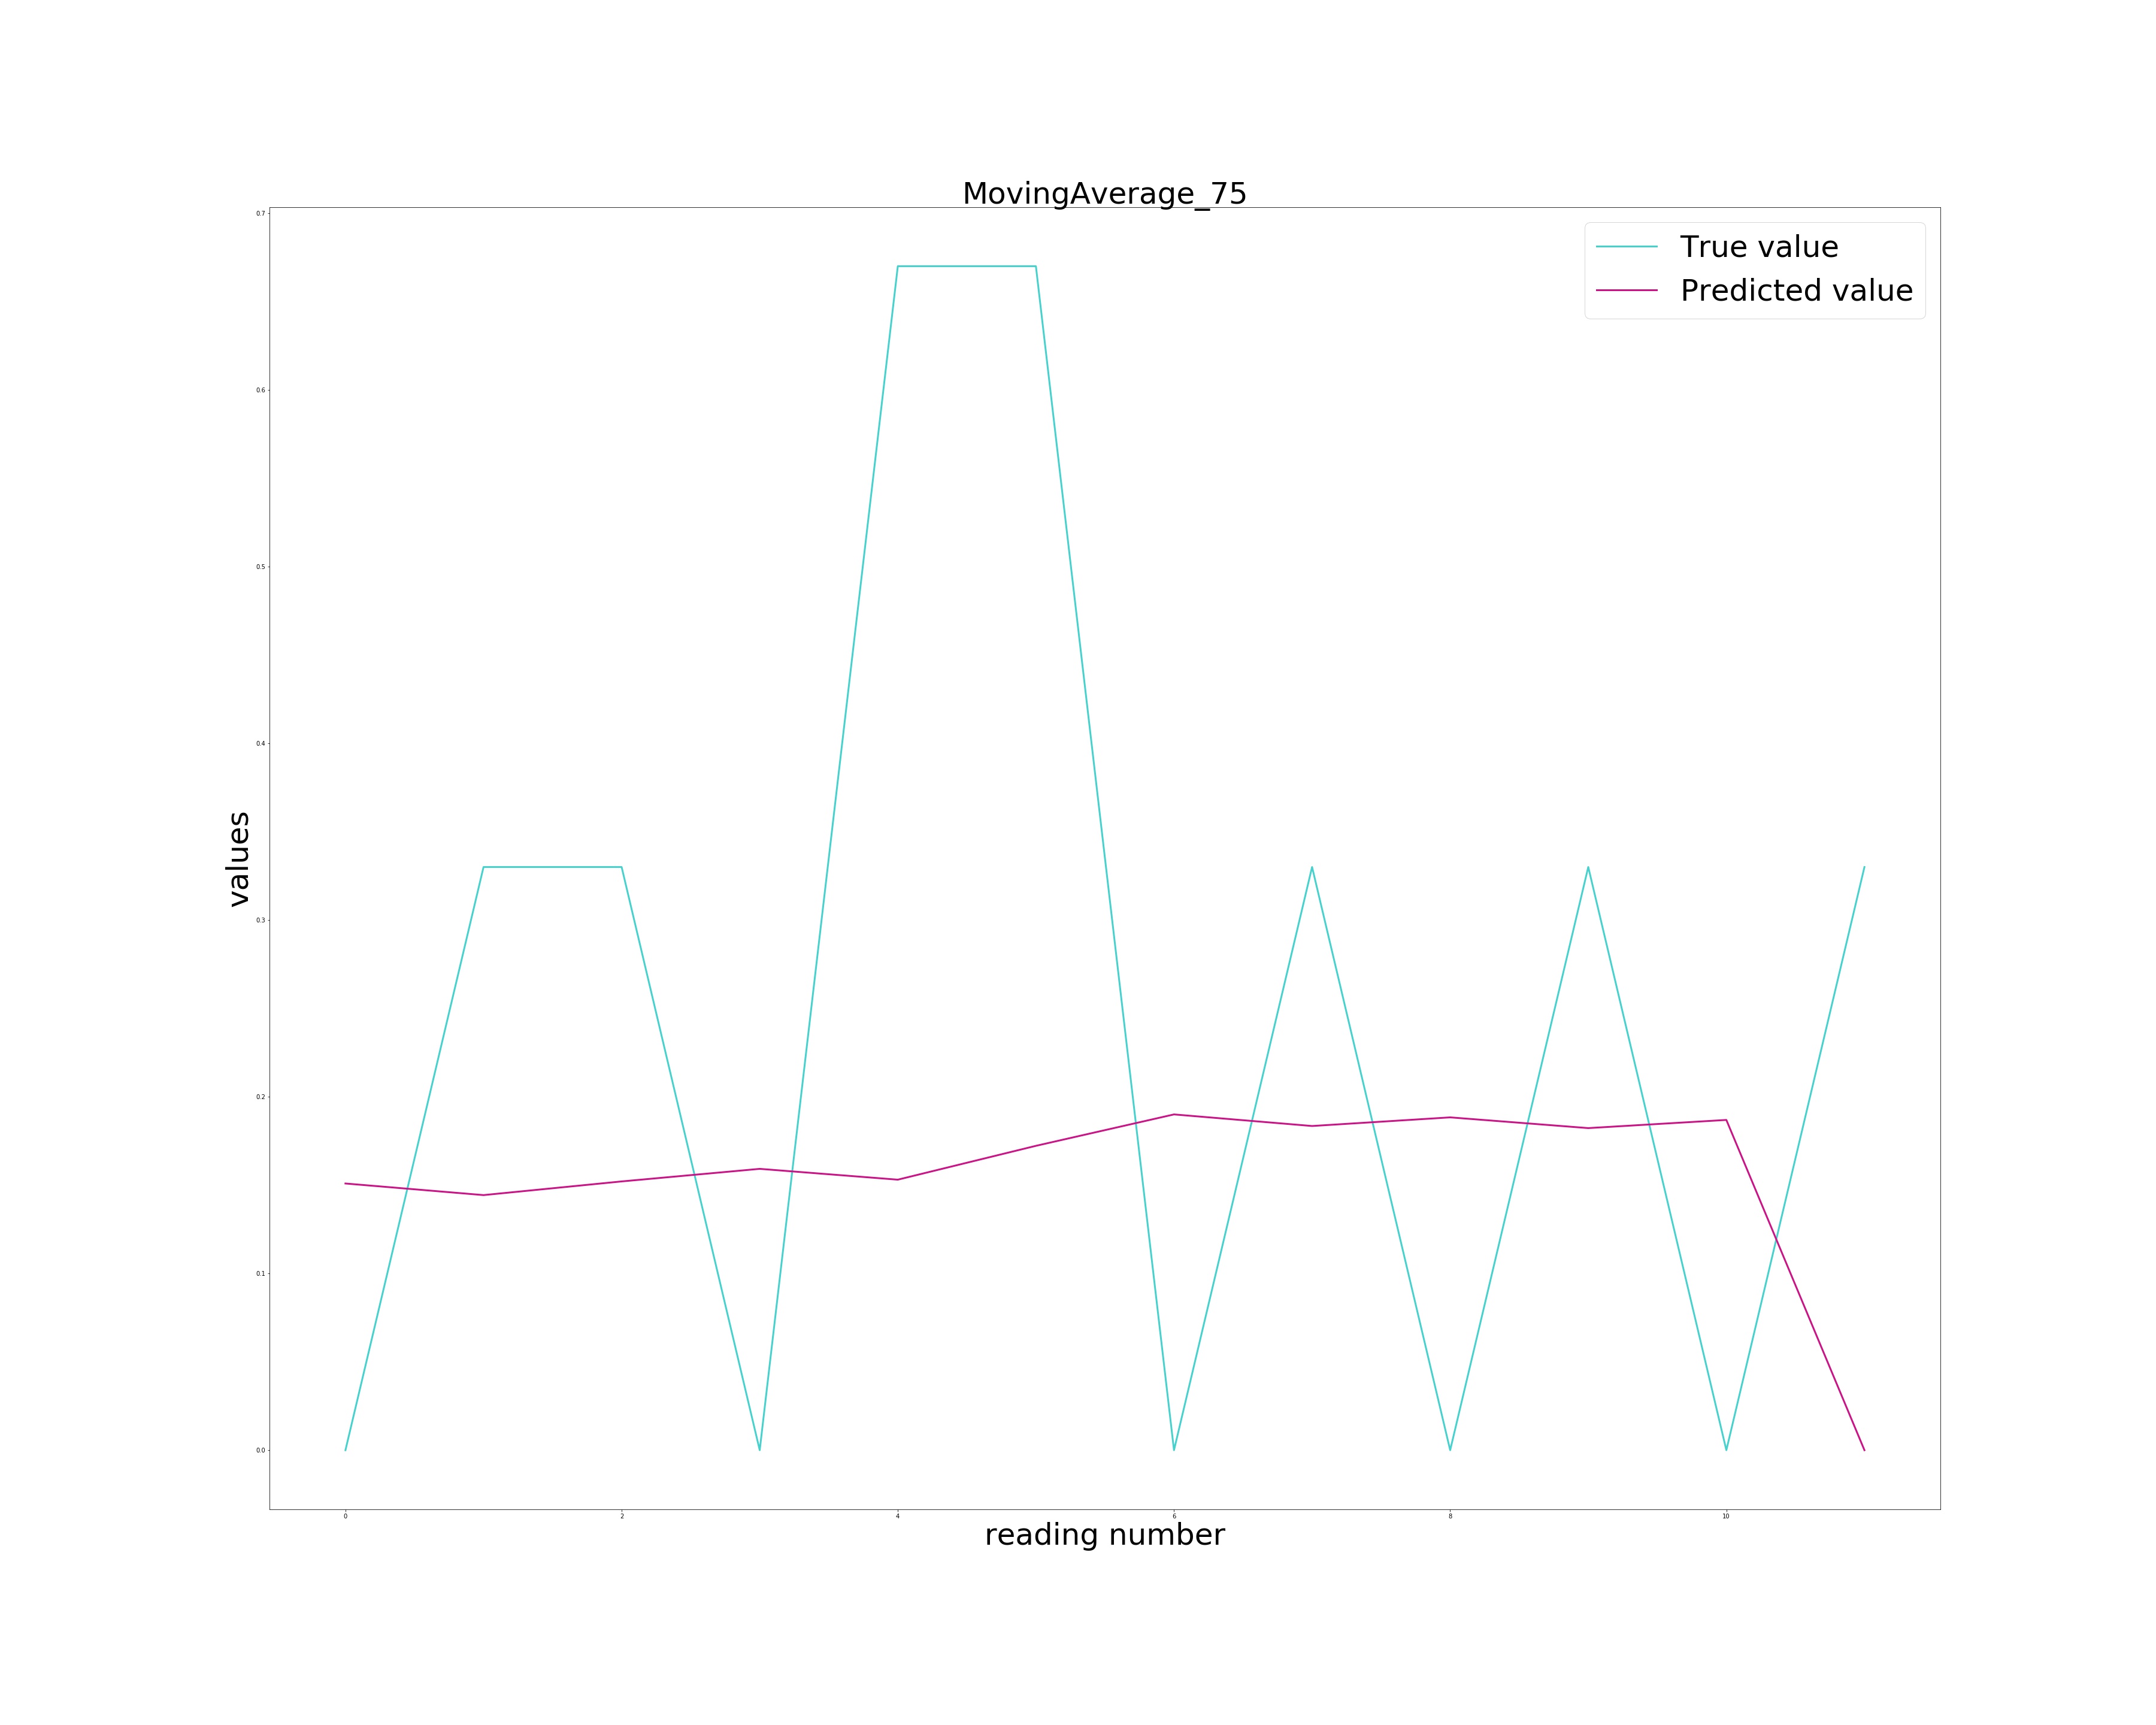 MovingAverage_75
0.7
True value
Predicted value
0.6
0.5
0.4
values
0.3
0.2
0.1
0.0
0 2 4 6 8 10
reading number